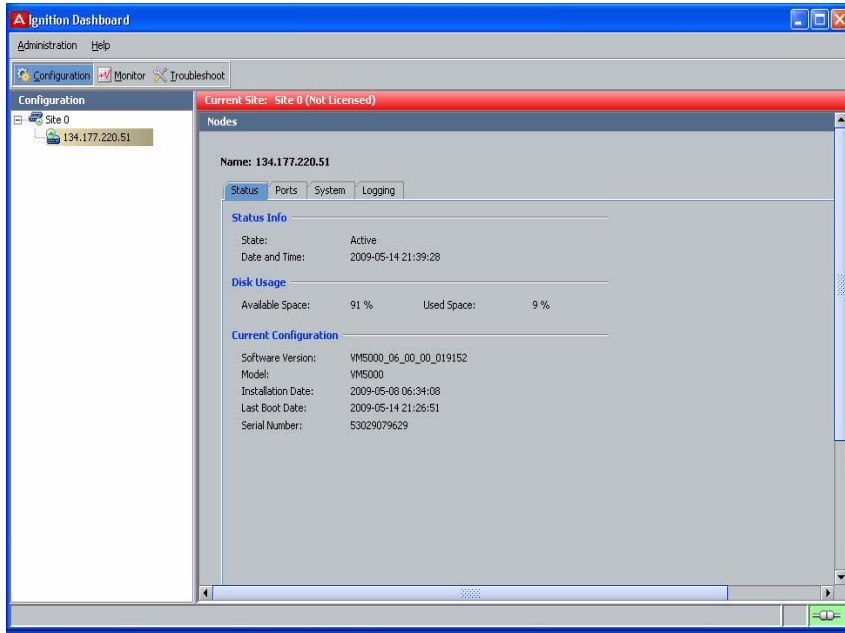 Ignition Dashboard
Administration Help
Configuration Monitor Troubleshoot
Configuration
Site 0
134.177.220.51
Current Site: Site 0 (Not Licensed)
Nodes
Name: 134.177.220.51
Status Ports System Logging
Status Info
State: Active
Date and Time: 2009-05-14 21:39:28
Disk Usage
Available Space: 91 % Used Space: 9 %
Current Configuration
Software Version: VM5000_06_00_00_019152
Model: VM5000
Installation Date: 2009-05-08 06:34:08
Last Boot Date: 2009-05-14 21:26:51
Serial Number: 53029079629